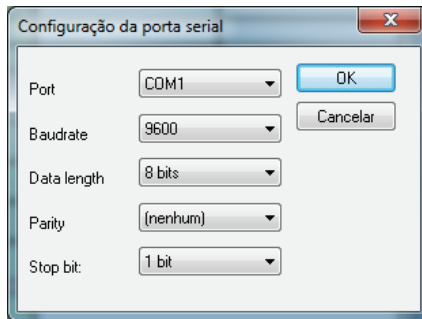 Configuração da porta serial
Port
COM1
OK
Baudrate
9600
Cancelar
Data length
8 bits
Parity
(nenhum)
Stop bit:
1 bit